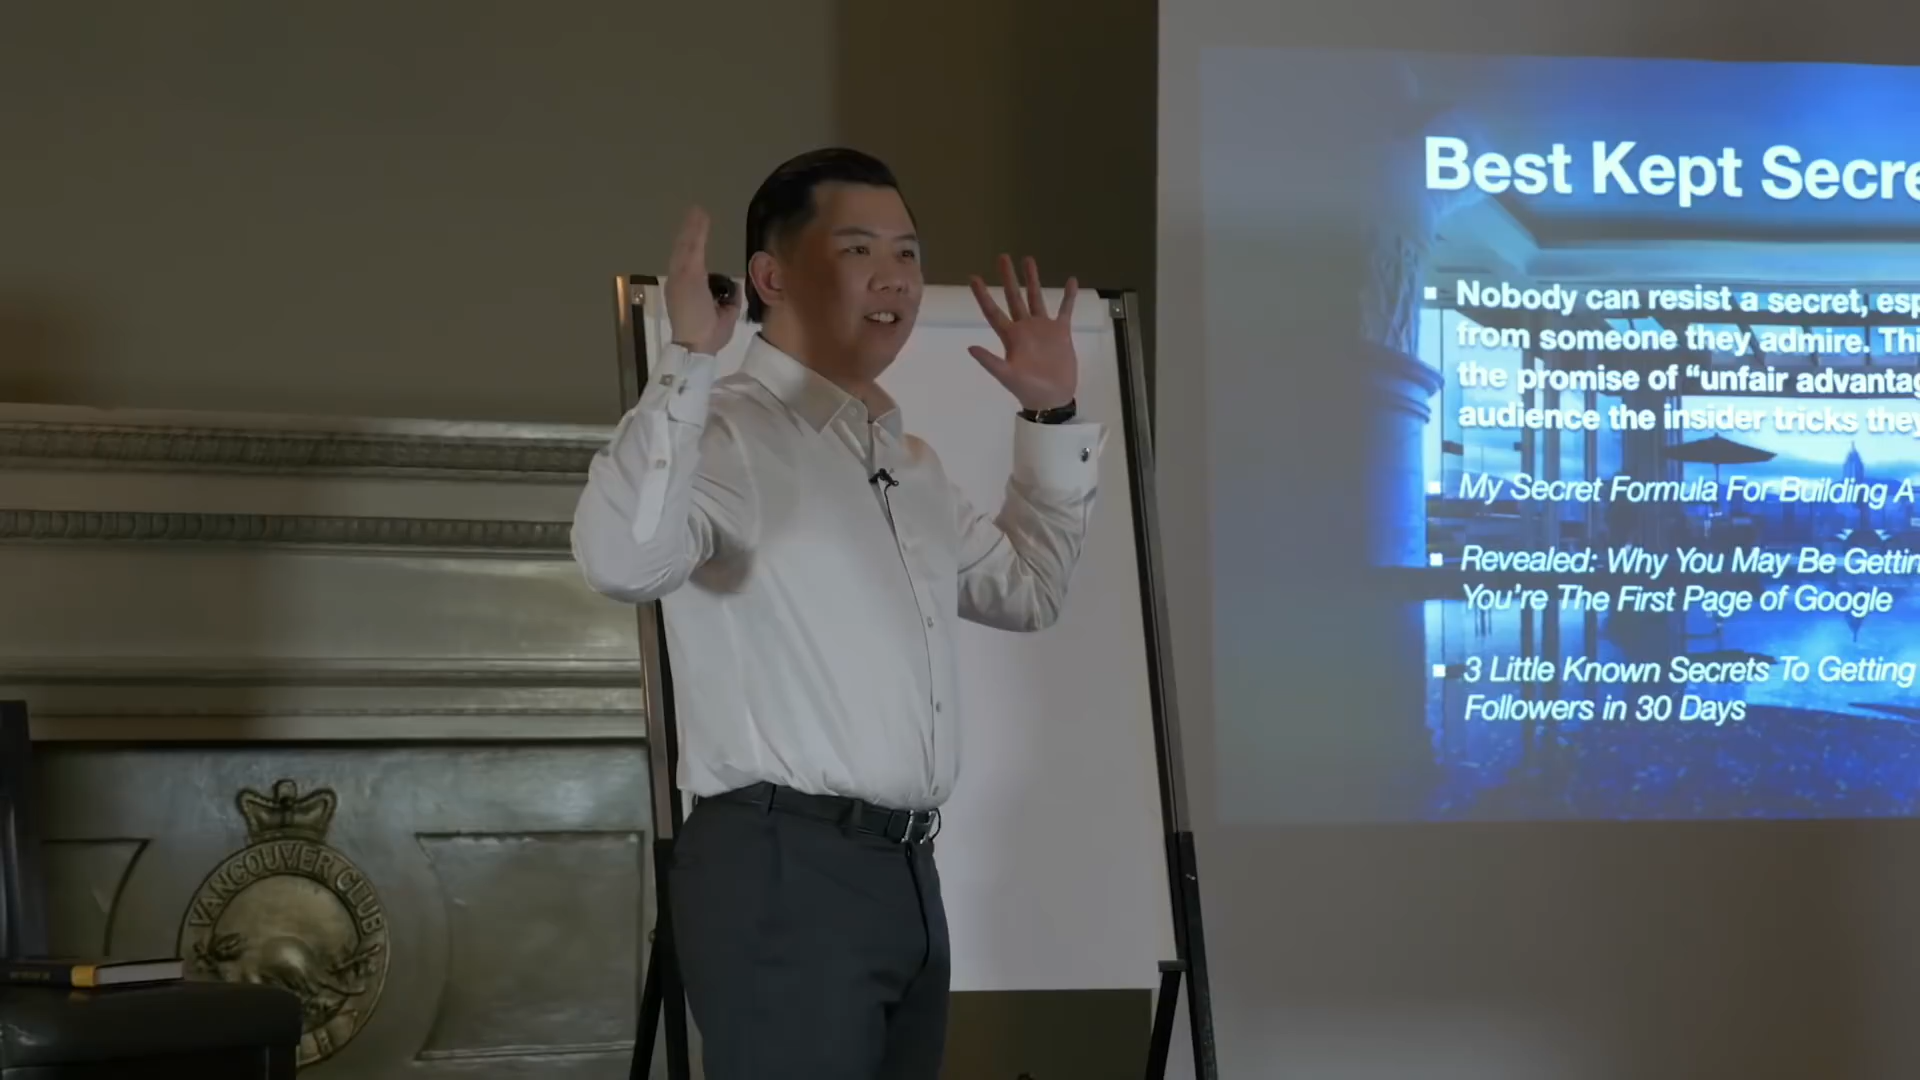 Best Kept Secre
Nobody can resist a secret, esp
from someone they admire. Thi
the promise of “unfair advantag
audience the insider tricks they
My Secret Formula For Building A
Revealed: Why You May Be Gettin
You’re The First Page of Google
3 Little Known Secrets To Getting
Followers in 30 Days
VANCOUVER CLUB